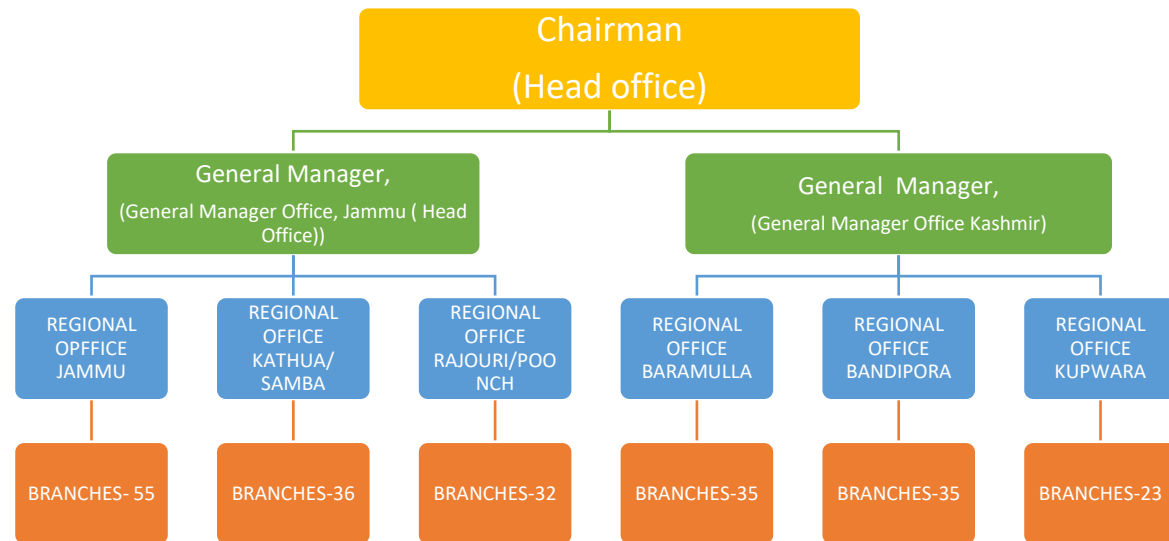 Chairman
(Head office)
General Manager,
(General Manager Office, Jammu ( Head
Office))
General  Manager,
(General Manager Office Kashmir)
REGIONAL
OPFFICE
JAMMU
REGIONAL
OFFICE
KATHUA/
SAMBA
REGIONAL
OFFICE
RAJOURI/POO
NCH
REGIONAL
OFFICE
BARAMULLA
REGIONAL
OFFICE
BANDIPORA
REGIONAL
OFFICE
KUPWARA
BRANCHES- 55
BRANCHES-36
BRANCHES-32
BRANCHES-35
BRANCHES-35
BRANCHES-23